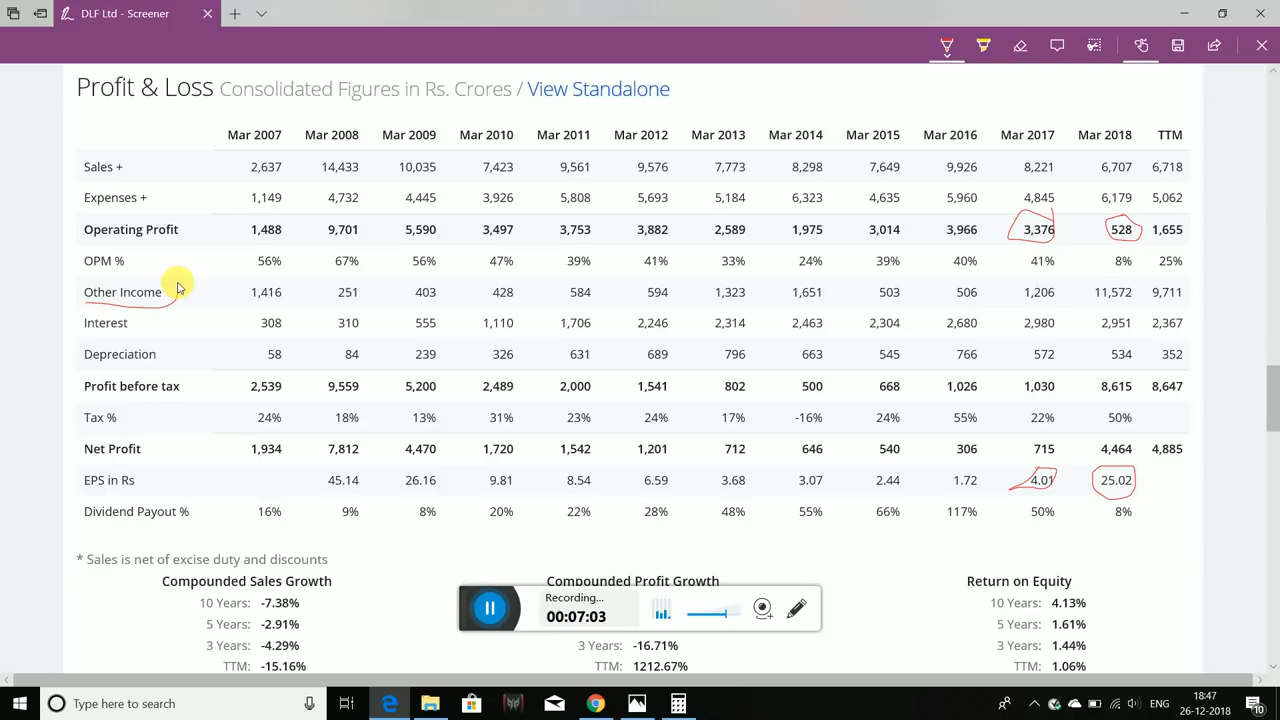 DLF Ltd - Screener
Profit & Loss Consolidated Figures in Rs. Crores / View Standalone
Mar 2007 Mar 2008 Mar 2009 Mar 2010 Mar 2011 Mar 2012 Mar 2013 Mar 2014 Mar 2015 Mar 2016 Mar 2017 Mar 2018 TTM
Sales + 2,637 14,433 10,035 7,423 9,561 9,576 7,773 8,298 7,649 9,926 8,221 6,707 6,718
Expenses + 1,149 4,732 4,445 3,926 5,808 5,693 5,184 6,323 4,635 5,960 4,845 6,179 5,062
Operating Profit 1,488 9,701 5,590 3,497 3,753 3,882 2,589 1,975 3,014 3,966 3,376 528 1,655
OPM % 56% 67% 56% 47% 39% 41% 33% 24% 39% 40% 41% 8% 25%
Other Income 1,416 251 403 428 584 594 1,323 1,651 503 506 1,206 11,572 9,711
Interest 308 310 555 1,110 1,706 2,246 2,314 2,463 2,304 2,680 2,980 2,951 2,367
Depreciation 58 84 239 326 631 689 796 663 545 766 572 534 352
Profit before tax 2,539 9,559 5,200 2,489 2,000 1,541 802 500 668 1,026 1,030 8,615 8,647
Tax % 24% 18% 13% 31% 23% 24% 17% -16% 24% 55% 22% 50%
Net Profit 1,934 7,812 4,470 1,720 1,542 1,201 712 646 540 306 715 4,464 4,885
EPS in Rs 45.14 26.16 9.81 8.54 6.59 3.68 3.07 2.44 1.72 4.01 25.02
Dividend Payout % 16% 9% 8% 20% 22% 28% 48% 55% 66% 117% 50% 8%
* Sales is net of excise duty and discounts
Compounded Sales Growth Compounded Profit Growth Return on Equity
10 Years: -7.38% 10 Years: 4.13%
5 Years: -2.91% 5 Years: 1.61%
3 Years: -4.29% 3 Years: -16.71% 3 Years: 1.44%
TTM: -15.16% TTM: 1212.67% TTM: 1.06%
Recording...
00:07:03
Type here to search
ENG
18:47
26-12-2018
10